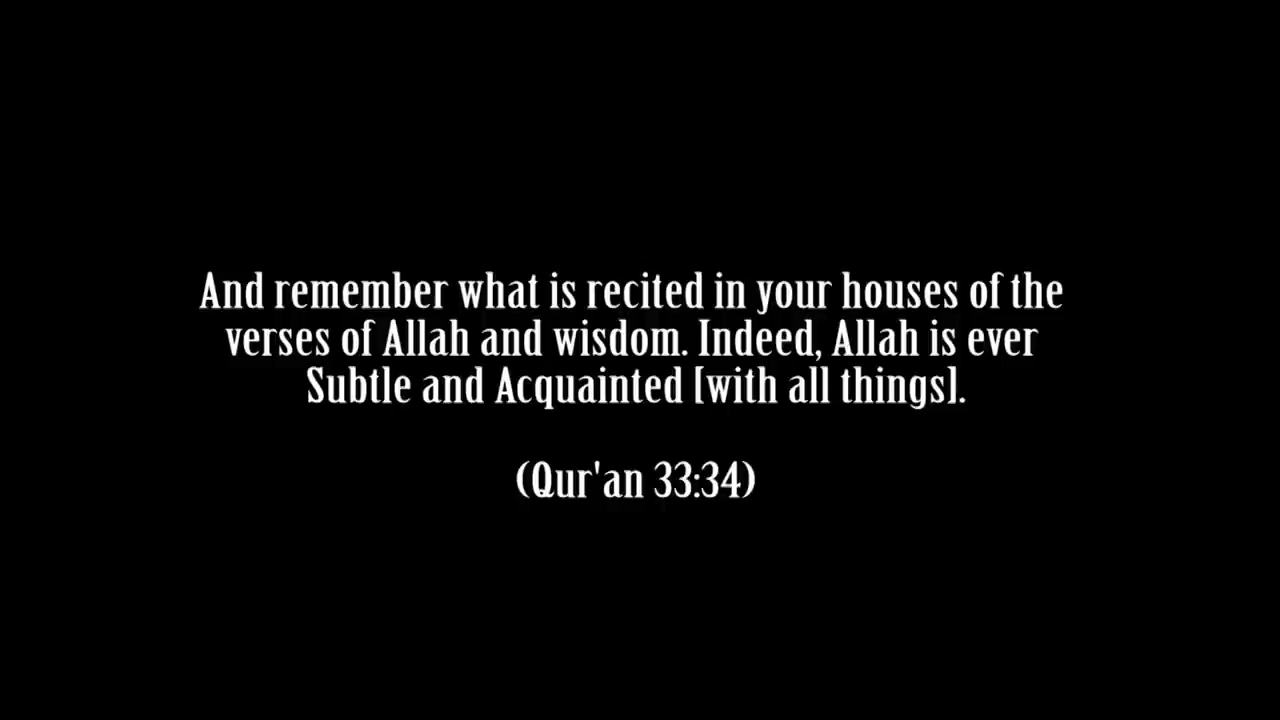 And remember what is recited in your houses of the
verses of Allah and wisdom. Indeed, Allah is ever
Subtle and Acquainted [with all things].
(Qur'an 33:34)